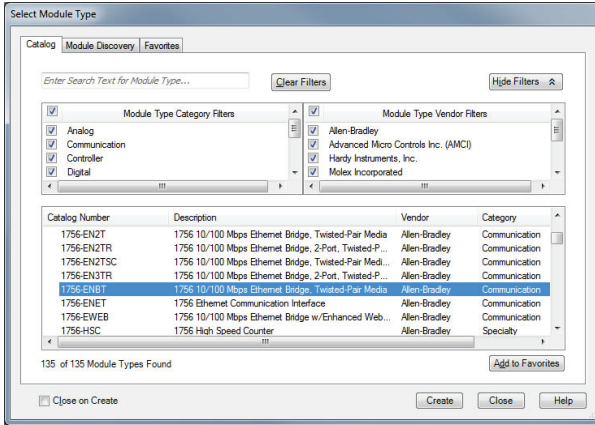 Select Module Type
Catalog Module Discovery Favorites
Enter Search Text for Module Type...
Clear Filters
Hide Filters
Module Type Category Filters
Analog
Communication
Controller
Digital
Module Type Vendor Filters
Allen-Bradley
Advanced Micro Controls Inc. (AMCI)
Hardy Instruments, Inc.
Molex Incorporated
Catalog Number Description Vendor Category
1756-EN2T 1756 10/100 Mbps Ethernet Bridge, Twisted-Pair Media Allen-Bradley Communication
1756-EN2TR 1756 10/100 Mbps Ethernet Bridge, 2-Port, Twisted-P... Allen-Bradley Communication
1756-EN2TSC 1756 10/100 Mbps Ethernet Bridge, Twisted-Pair Medi... Allen-Bradley Communication
1756-EN3TR 1756 10/100 Mbps Ethernet Bridge, 2-Port, Twisted-P... Allen-Bradley Communication
1756-ENBT 1756 10/100 Mbps Ethernet Bridge, Twisted-Pair Media Allen-Bradley Communication
1756-ENET 1756 Ethernet Communication Interface Allen-Bradley Communication
1756-EWEB 1756 10/100 Mbps Ethernet Bridge w/Enhanced Web... Allen-Bradley Communication
1756-HSC 1756 High Speed Counter Allen-Bradley Specialty
135 of 135 Module Types Found
Add to Favorites
Close on Create
Create Close Help